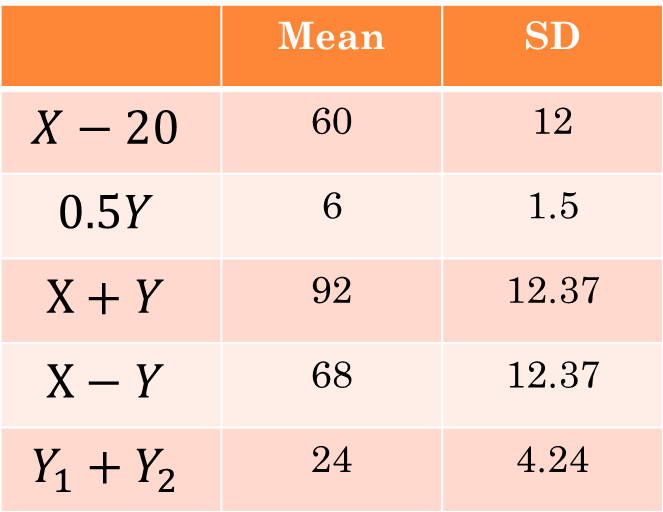 Mean SD
X − 20 60 12
0.5Y 6 1.5
X + Y 92 12.37
X − Y 68 12.37
Y₁ + Y₂ 24 4.24